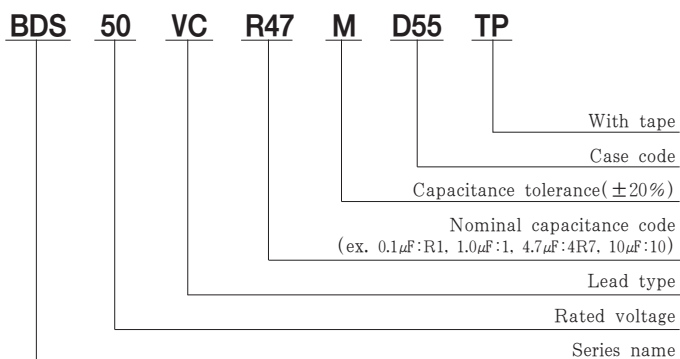 BDS 50 VC R47 M D55 TP
With tape
Case code
Capacitance tolerance(±20%)
Nominal capacitance code
(ex. 0.1μF:R1, 1.0μF:1, 4.7μF:4R7, 10μF:10)
Lead type
Rated voltage
Series name